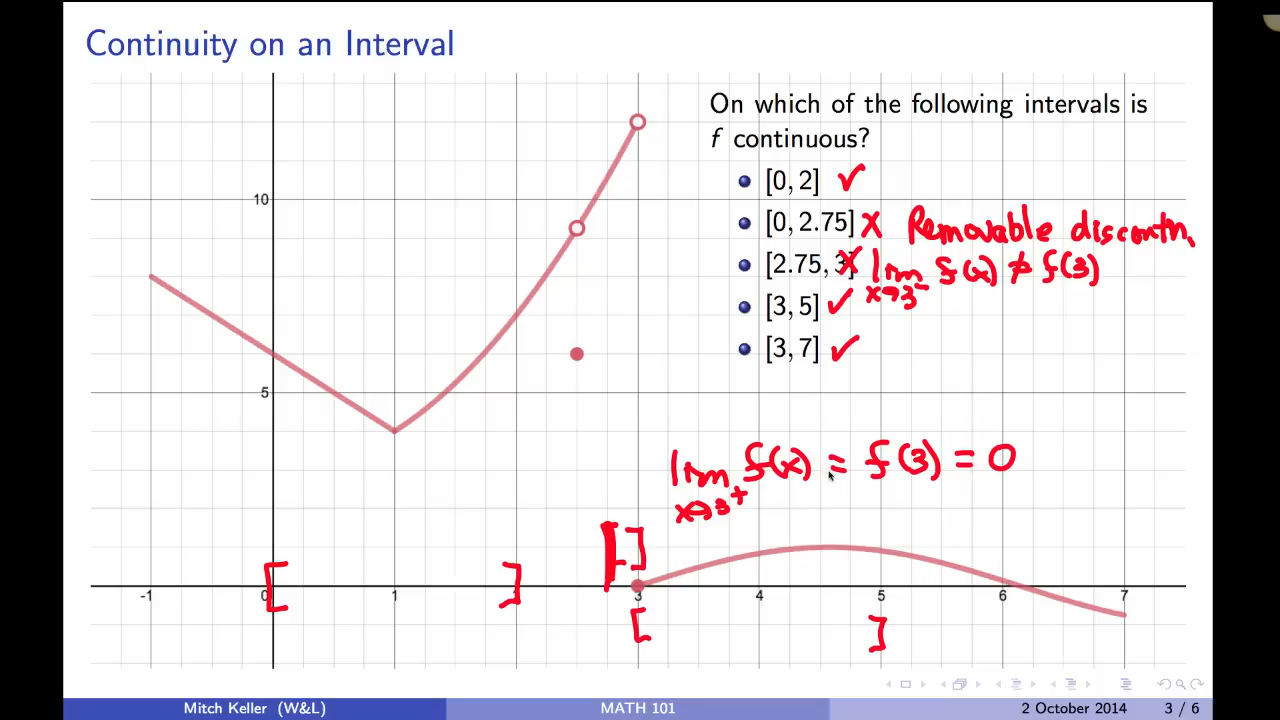 Continuity on an Interval
On which of the following intervals is
f continuous?
[0, 2] ✓
[0, 2.75] X Removable discontn.
[2.75, 3] X lim x→3⁻ f(x) ≠ f(3)
[3, 5] ✓
[3, 7] ✓
10
5
lim x→3⁺ f(x) = f(3) = 0
[ ] [ ]
-1 0 1 3 4 5 6 7
[ ]
Mitch Keller (W&L) MATH 101 2 October 2014 3 / 6